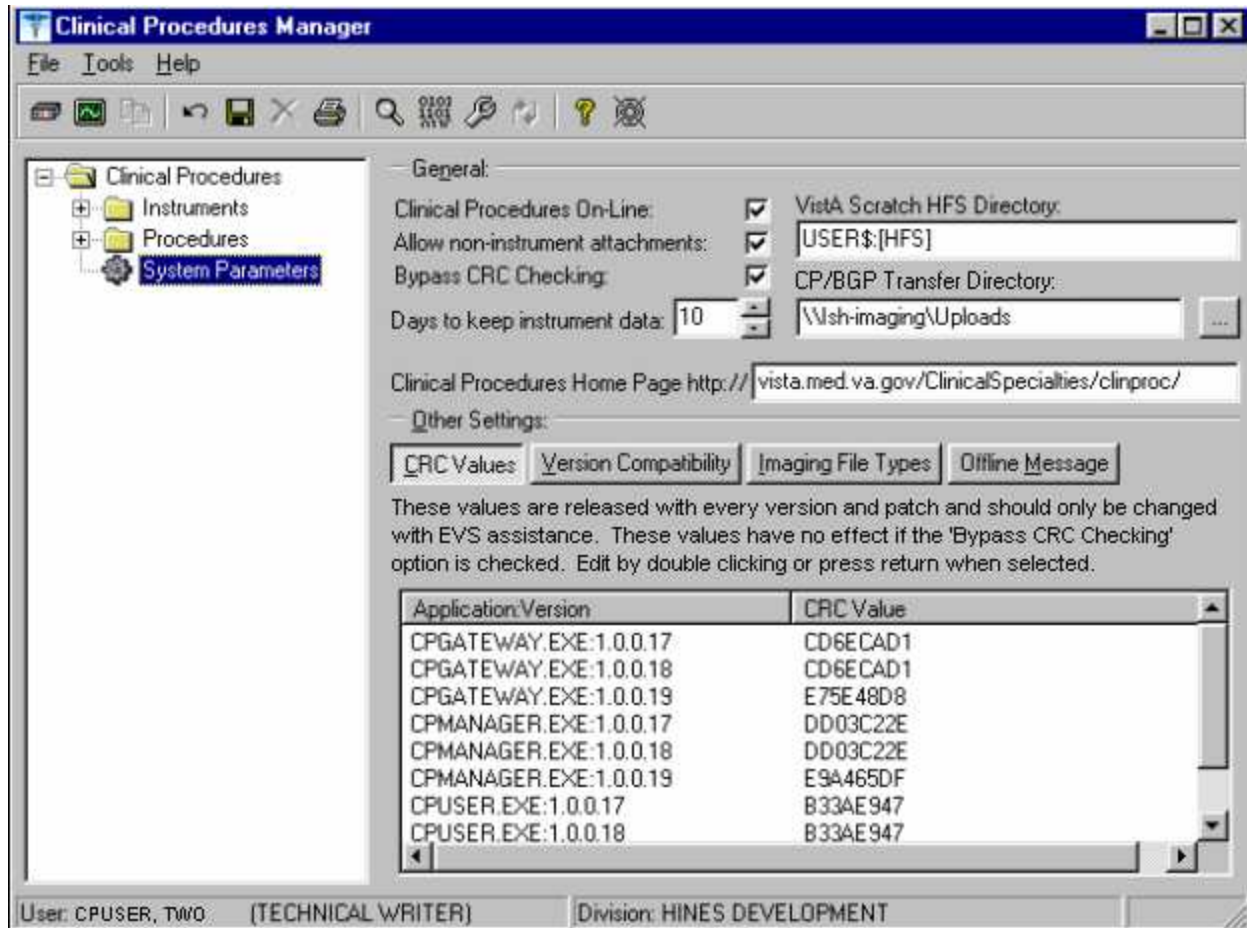 Clinical Procedures Manager
File Tools Help
Clinical Procedures
Instruments
Procedures
System Parameters
General:
Clinical Procedures On-Line:
VistA Scratch HFS Directory:
Allow non-instrument attachments:
USER$:[HFS]
Bypass CRC Checking:
CP/BGP Transfer Directory:
Days to keep instrument data: 10
\\Ish-imaging\Uploads
...
Clinical Procedures Home Page http:// vista.med.va.gov/ClinicalSpecialties/clinproc/
Other Settings:
CRC Values Version Compatibility Imaging File Types Offline Message
These values are released with every version and patch and should only be changed
with EVS assistance. These values have no effect if the 'Bypass CRC Checking'
option is checked. Edit by double clicking or press return when selected.
Application:Version CRC Value
CPGATEWAY.EXE:1.0.0.17 CD6ECAD1
CPGATEWAY.EXE:1.0.0.18 CD6ECAD1
CPGATEWAY.EXE:1.0.0.19 E75E48D8
CPMANAGER.EXE:1.0.0.17 DD03C22E
CPMANAGER.EXE:1.0.0.18 DD03C22E
CPMANAGER.EXE:1.0.0.19 E9A465DF
CPUSER.EXE:1.0.0.17 B33AE947
CPUSER.EXE:1.0.0.18 B33AE947
User: CPUSER, TWO (TECHNICAL WRITER) Division: HINES DEVELOPMENT